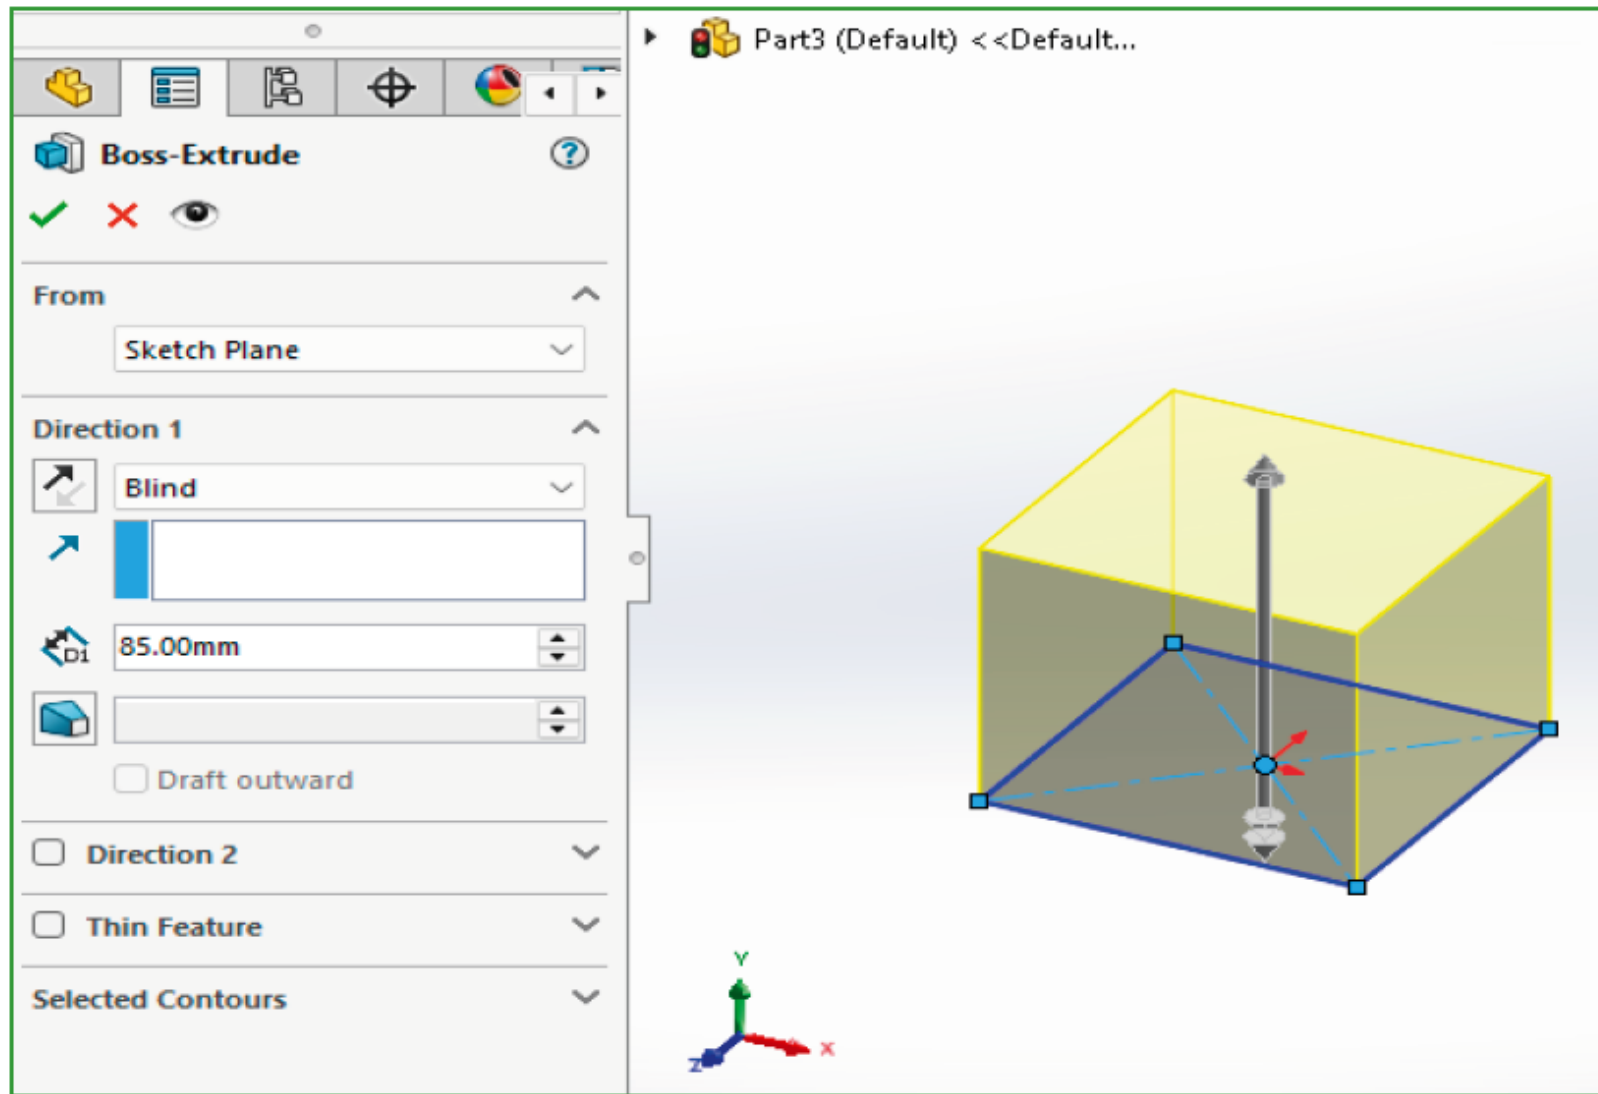 Part3 (Default) <<Default...
Boss-Extrude
?
From
Sketch Plane
Direction 1
Blind
D1
85.00mm
Draft outward
Direction 2
Thin Feature
Selected Contours
Y
X
Z